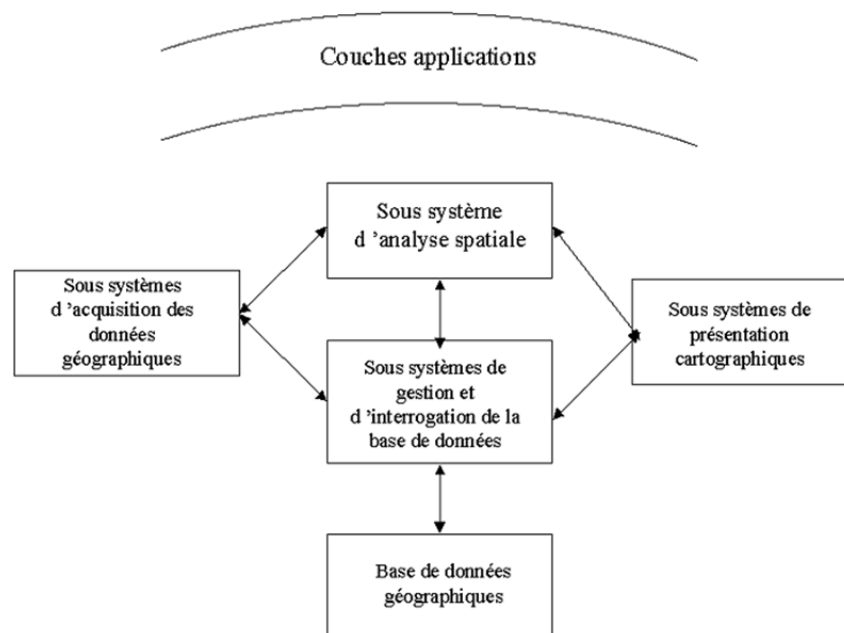 Couches applications
Sous système
d 'analyse spatiale
Sous systèmes
d 'acquisition des
données
géographiques
Sous systèmes de
présentation
cartographiques
Sous systèmes de
gestion et
d 'interrogation de la
base de données
Base de données
géographiques